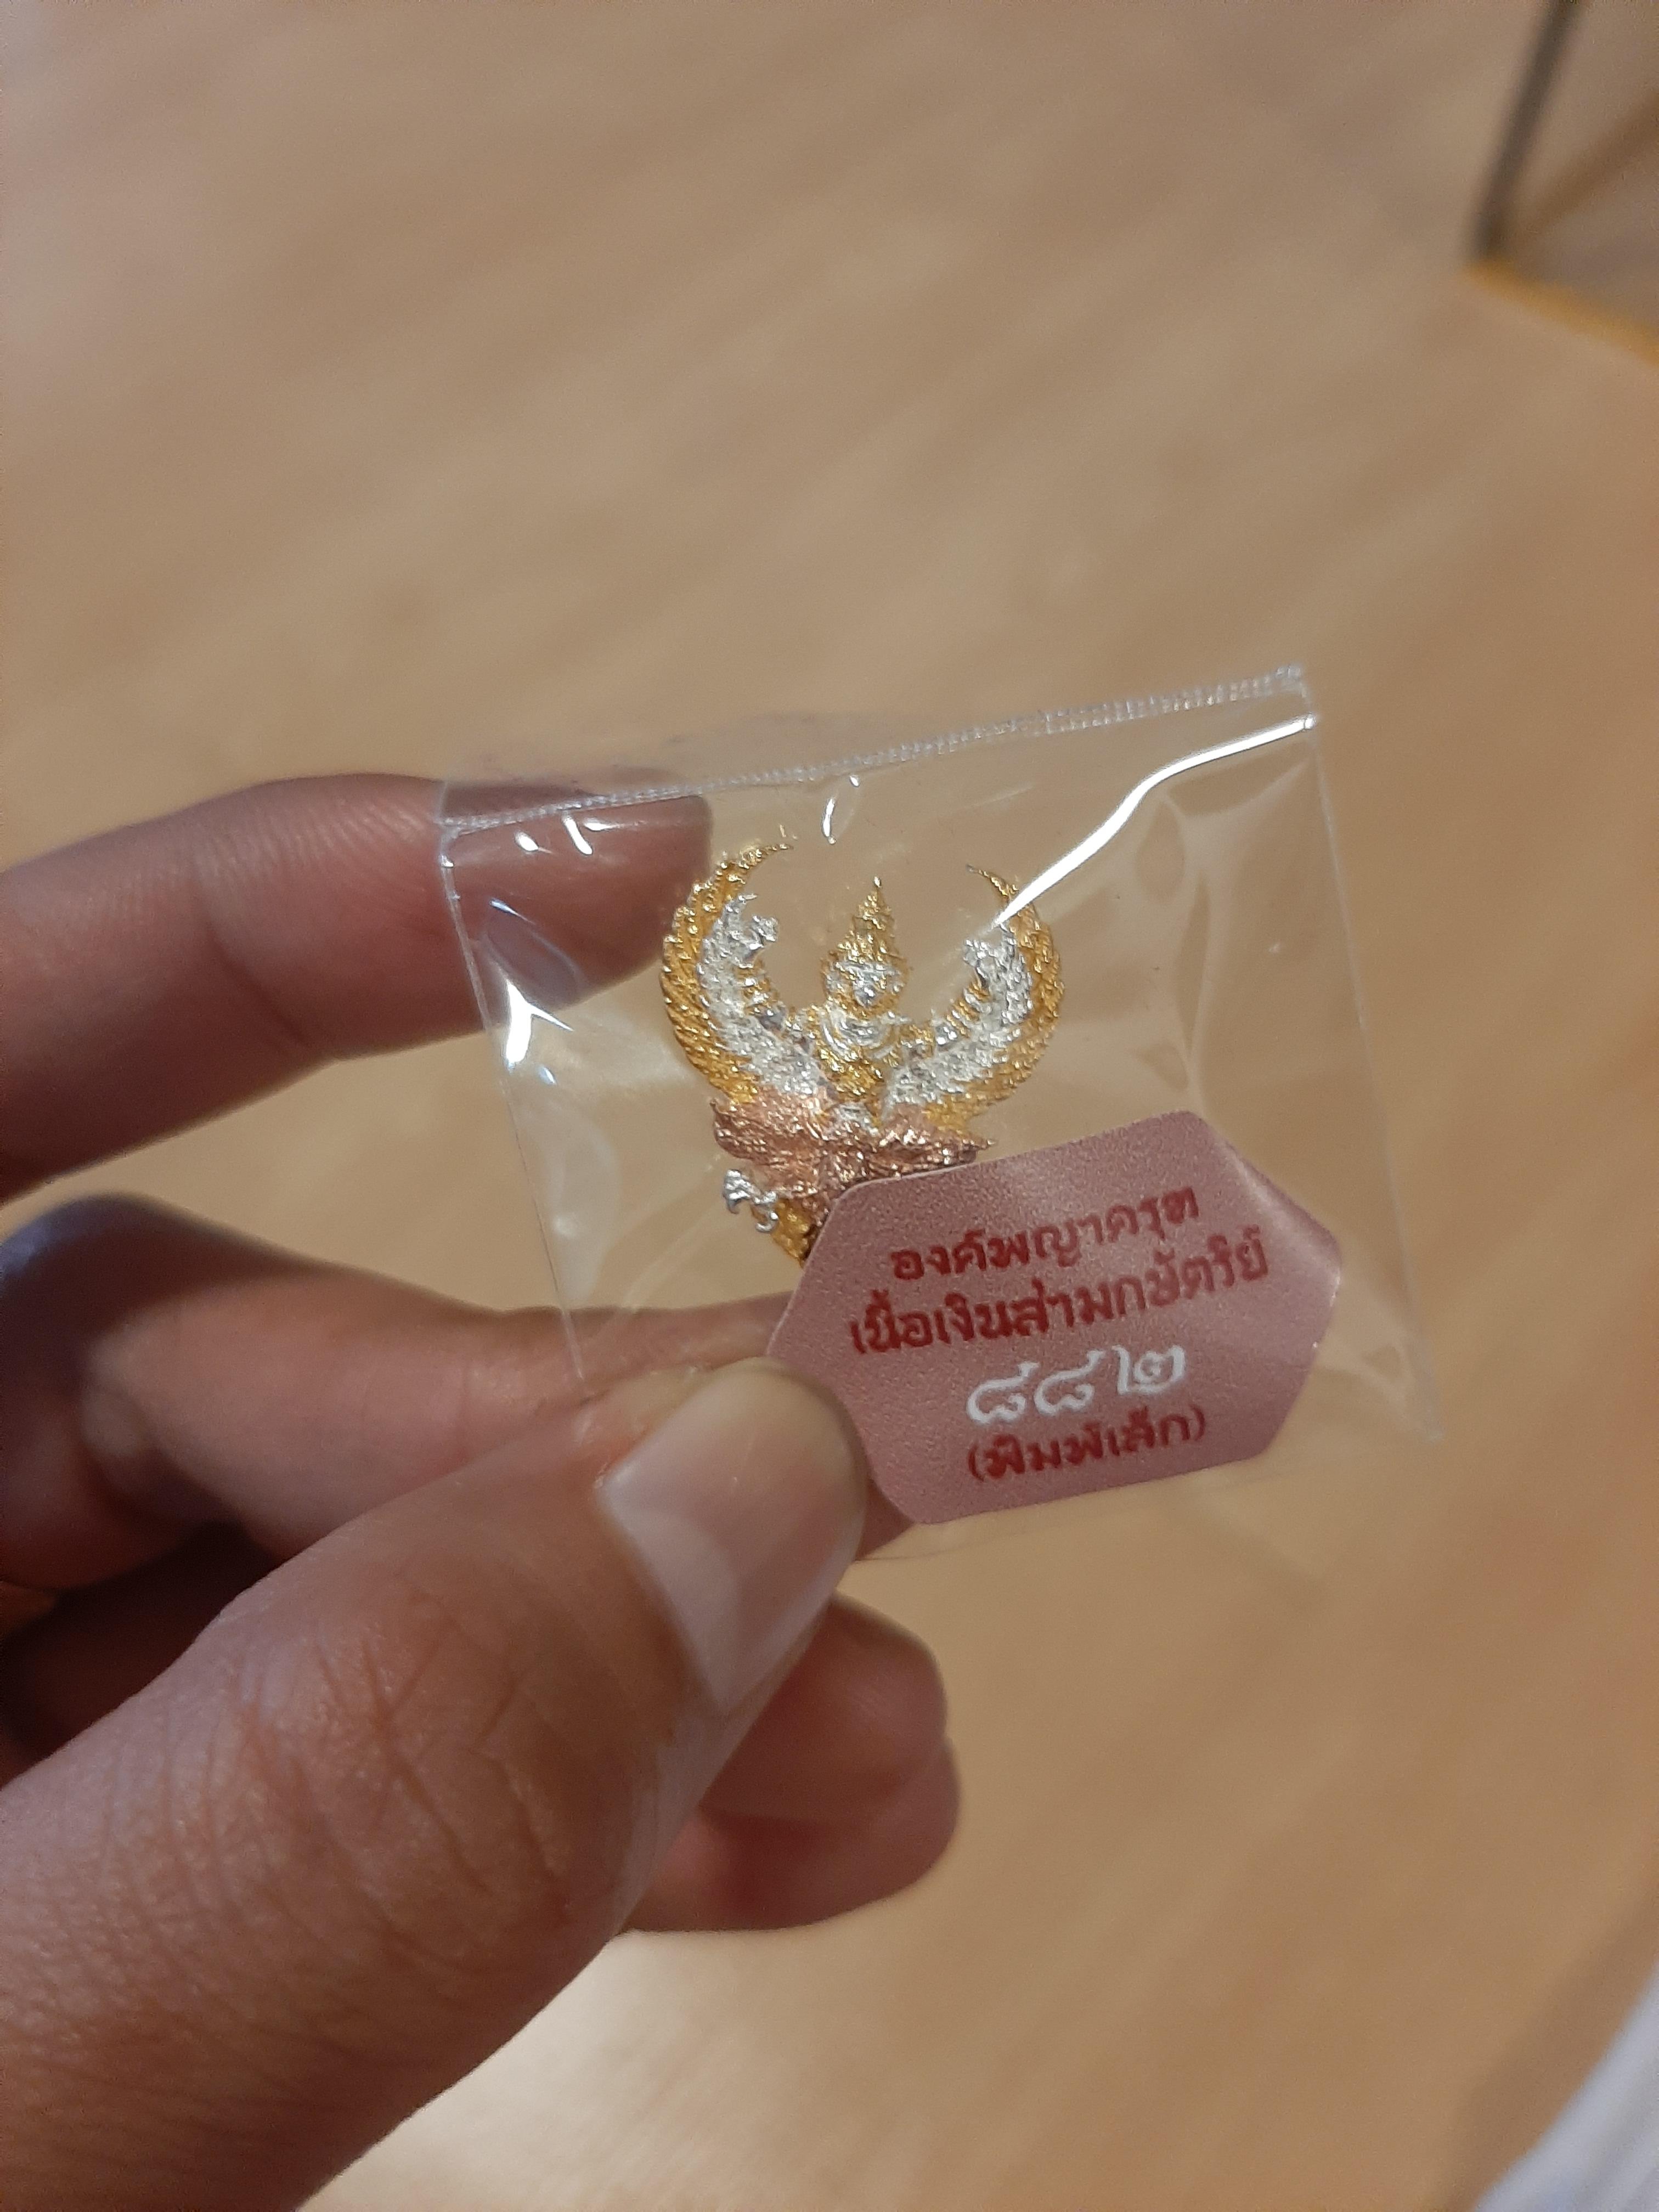 องค์พญาครุฑ
เนื้อเงินสามกษัตริย์
๘๘๒
(พิมพ์เล็ก)